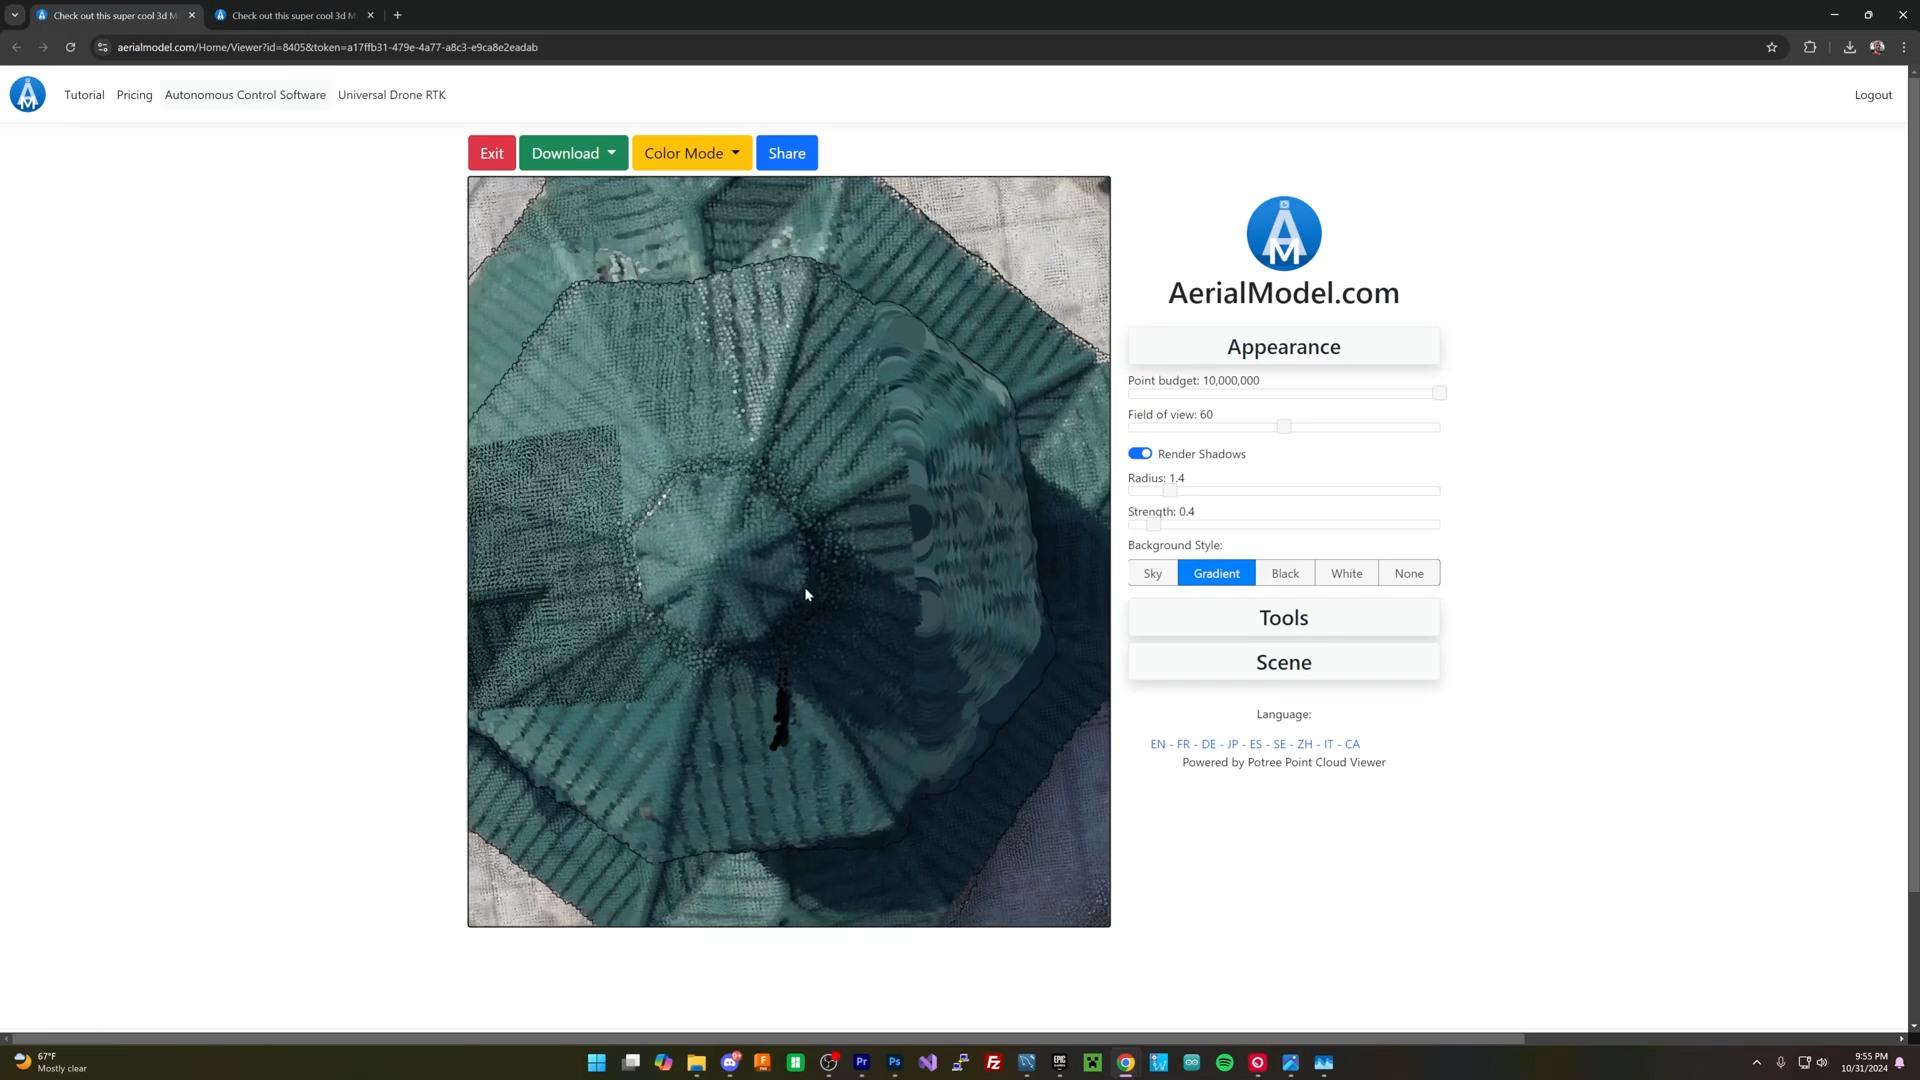 Check out this super cool 3d M
Check out this super cool 3d M
aerialmodel.com/Home/Viewer?id=8405&token=a17ffb31-479e-4a77-a8c3-e9ca8e2eadab
Tutorial Pricing Autonomous Control Software Universal Drone RTK Logout
Exit Download Color Mode Share
AM
AerialModel.com
Appearance
Point budget: 10,000,000
Field of view: 60
Render Shadows
Radius: 1.4
Strength: 0.4
Background Style:
Sky Gradient Black White None
Tools
Scene
Language:
EN - FR - DE - JP - ES - SE - ZH - IT - CA
Powered by Potree Point Cloud Viewer
67°F
Mostly clear
Pr Ps
EPIC
9:55 PM
10/31/2024